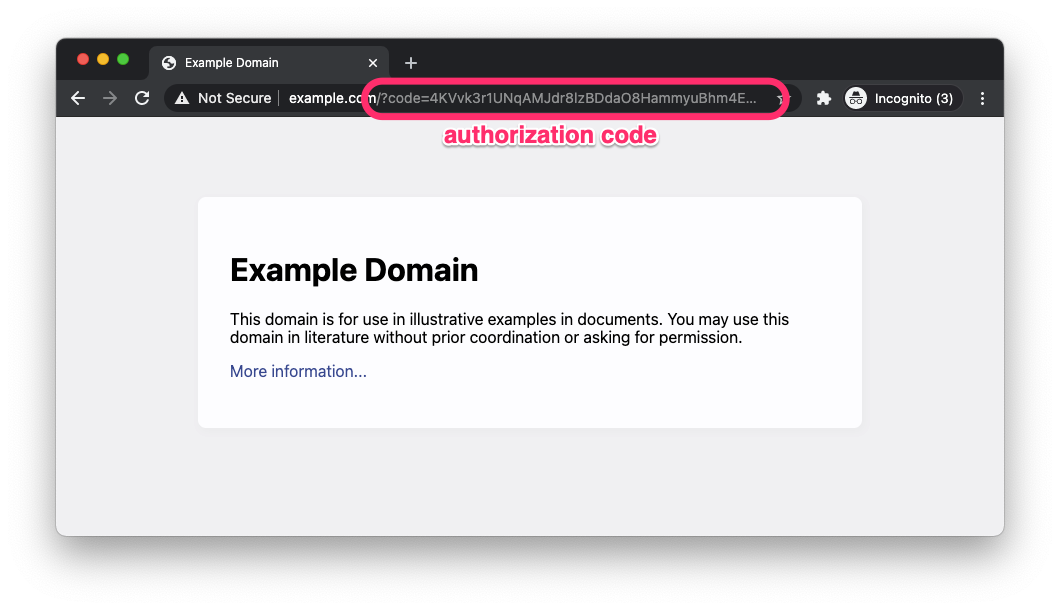 Example Domain
Not Secure example.com/?code=4KVvk3r1UNqAMJdr8lzBDdaO8HammyuBhm4E... Incognito (3)
authorization code
Example Domain
This domain is for use in illustrative examples in documents. You may use this
domain in literature without prior coordination or asking for permission.
More information...